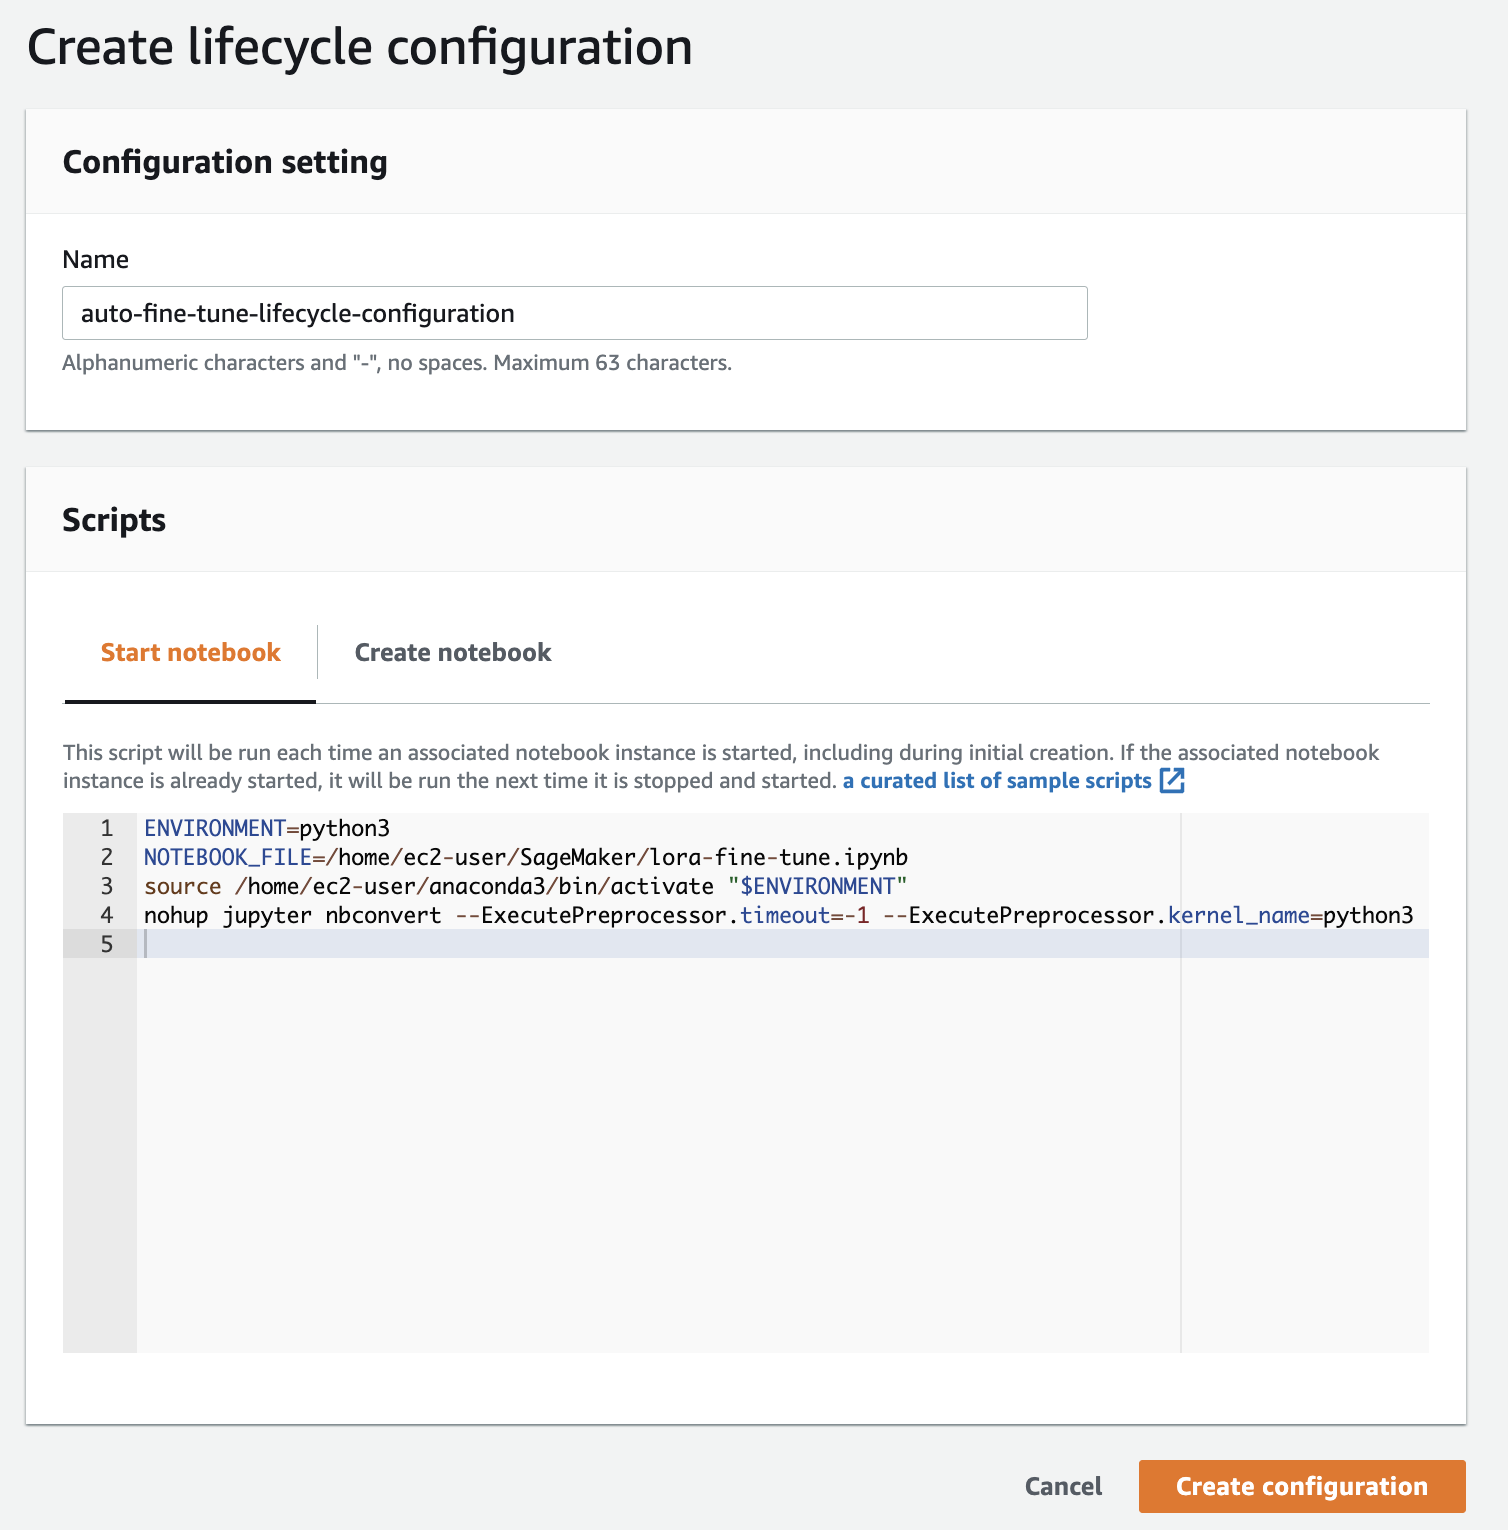 Create lifecycle configuration
Configuration setting
Name
auto-fine-tune-lifecycle-configuration
Alphanumeric characters and "-", no spaces. Maximum 63 characters.
Scripts
Start notebook
Create notebook
This script will be run each time an associated notebook instance is started, including during initial creation. If the associated notebook
instance is already started, it will be run the next time it is stopped and started. a curated list of sample scripts
1 ENVIRONMENT=python3
2 NOTEBOOK_FILE=/home/ec2-user/SageMaker/lora-fine-tune.ipynb
3 source /home/ec2-user/anaconda3/bin/activate "$ENVIRONMENT"
4 nohup jupyter nbconvert --ExecutePreprocessor.timeout=-1 --ExecutePreprocessor.kernel_name=python3
5
Cancel
Create configuration